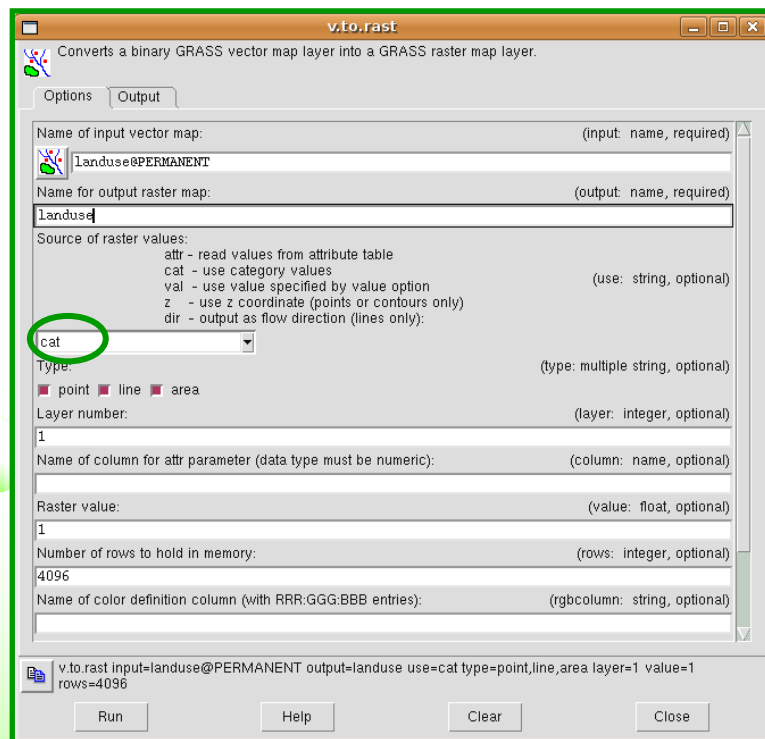 v.to.rast
Converts a binary GRASS vector map layer into a GRASS raster map layer.
Options Output
Name of input vector map: (input: name, required)
landuse@PERMANENT
Name for output raster map: (output: name, required)
landuse
Source of raster values:
attr - read values from attribute table
cat - use category values
val - use value specified by value option
(use: string, optional)
z - use z coordinate (points or contours only)
dir - output as flow direction (lines only):
cat
Type: (type: multiple string, optional)
point line area
Layer number: (layer: integer, optional)
1
Name of column for attr parameter (data type must be numeric): (column: name, optional)
Raster value: (value: float, optional)
1
Number of rows to hold in memory: (rows: integer, optional)
4096
Name of color definition column (with RRR:GGG:BBB entries): (rgbcolumn: string, optional)
v.to.rast input=landuse@PERMANENT output=landuse use=cat type=point,line,area layer=1 value=1
rows=4096
Run Help Clear Close